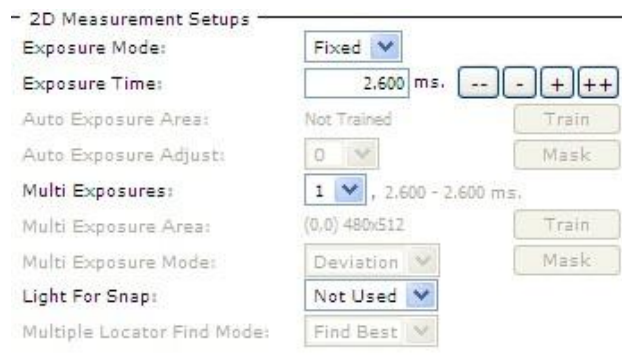 2D Measurement Setups
Exposure Mode: Fixed
Exposure Time: 2.600 ms. -- - + ++
Auto Exposure Area: Not Trained Train
Auto Exposure Adjust: 0 Mask
Multi Exposures: 1 , 2.600 - 2.600 ms.
Multi Exposure Area: (0,0) 480x512 Train
Multi Exposure Mode: Deviation Mask
Light For Snap: Not Used
Multiple Locator Find Mode: Find Best